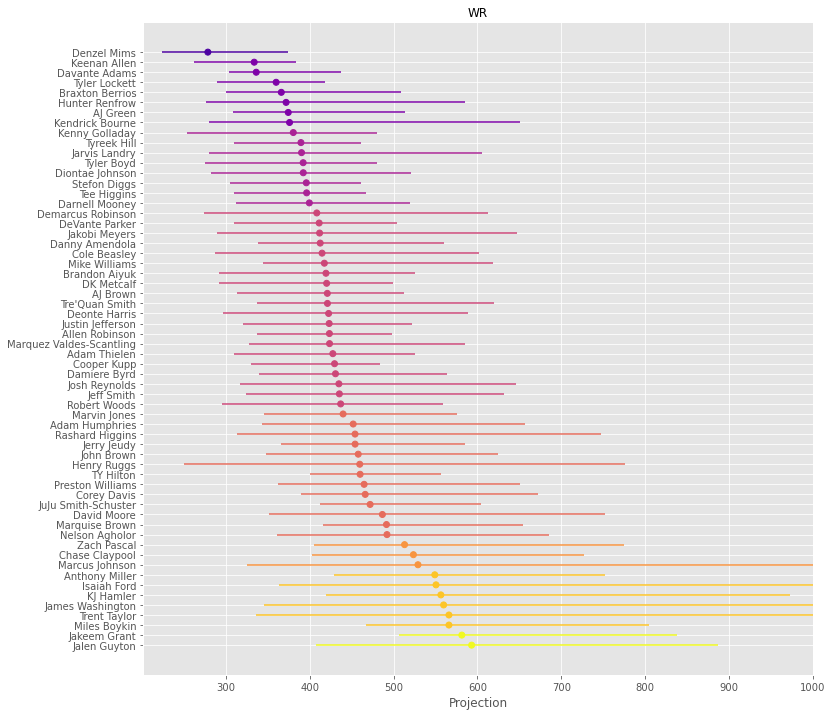 WR
Denzel Mims
Keenan Allen
Davante Adams
Tyler Lockett
Braxton Berrios
Hunter Renfrow
AJ Green
Kendrick Bourne
Kenny Golladay
Tyreek Hill
Jarvis Landry
Tyler Boyd
Diontae Johnson
Stefon Diggs
Tee Higgins
Darnell Mooney
Demarcus Robinson
DeVante Parker
Jakobi Meyers
Danny Amendola
Cole Beasley
Mike Williams
Brandon Aiyuk
DK Metcalf
AJ Brown
Tre'Quan Smith
Deonte Harris
Justin Jefferson
Allen Robinson
Marquez Valdes-Scantling
Adam Thielen
Cooper Kupp
Damiere Byrd
Josh Reynolds
Jeff Smith
Robert Woods
Marvin Jones
Adam Humphries
Rashard Higgins
Jerry Jeudy
John Brown
Henry Ruggs
TY Hilton
Preston Williams
Corey Davis
JuJu Smith-Schuster
David Moore
Marquise Brown
Nelson Agholor
Zach Pascal
Chase Claypool
Marcus Johnson
Anthony Miller
Isaiah Ford
KJ Hamler
James Washington
Trent Taylor
Miles Boykin
Jakeem Grant
Jalen Guyton
300 400 500 600 700 800 900 1000
Projection